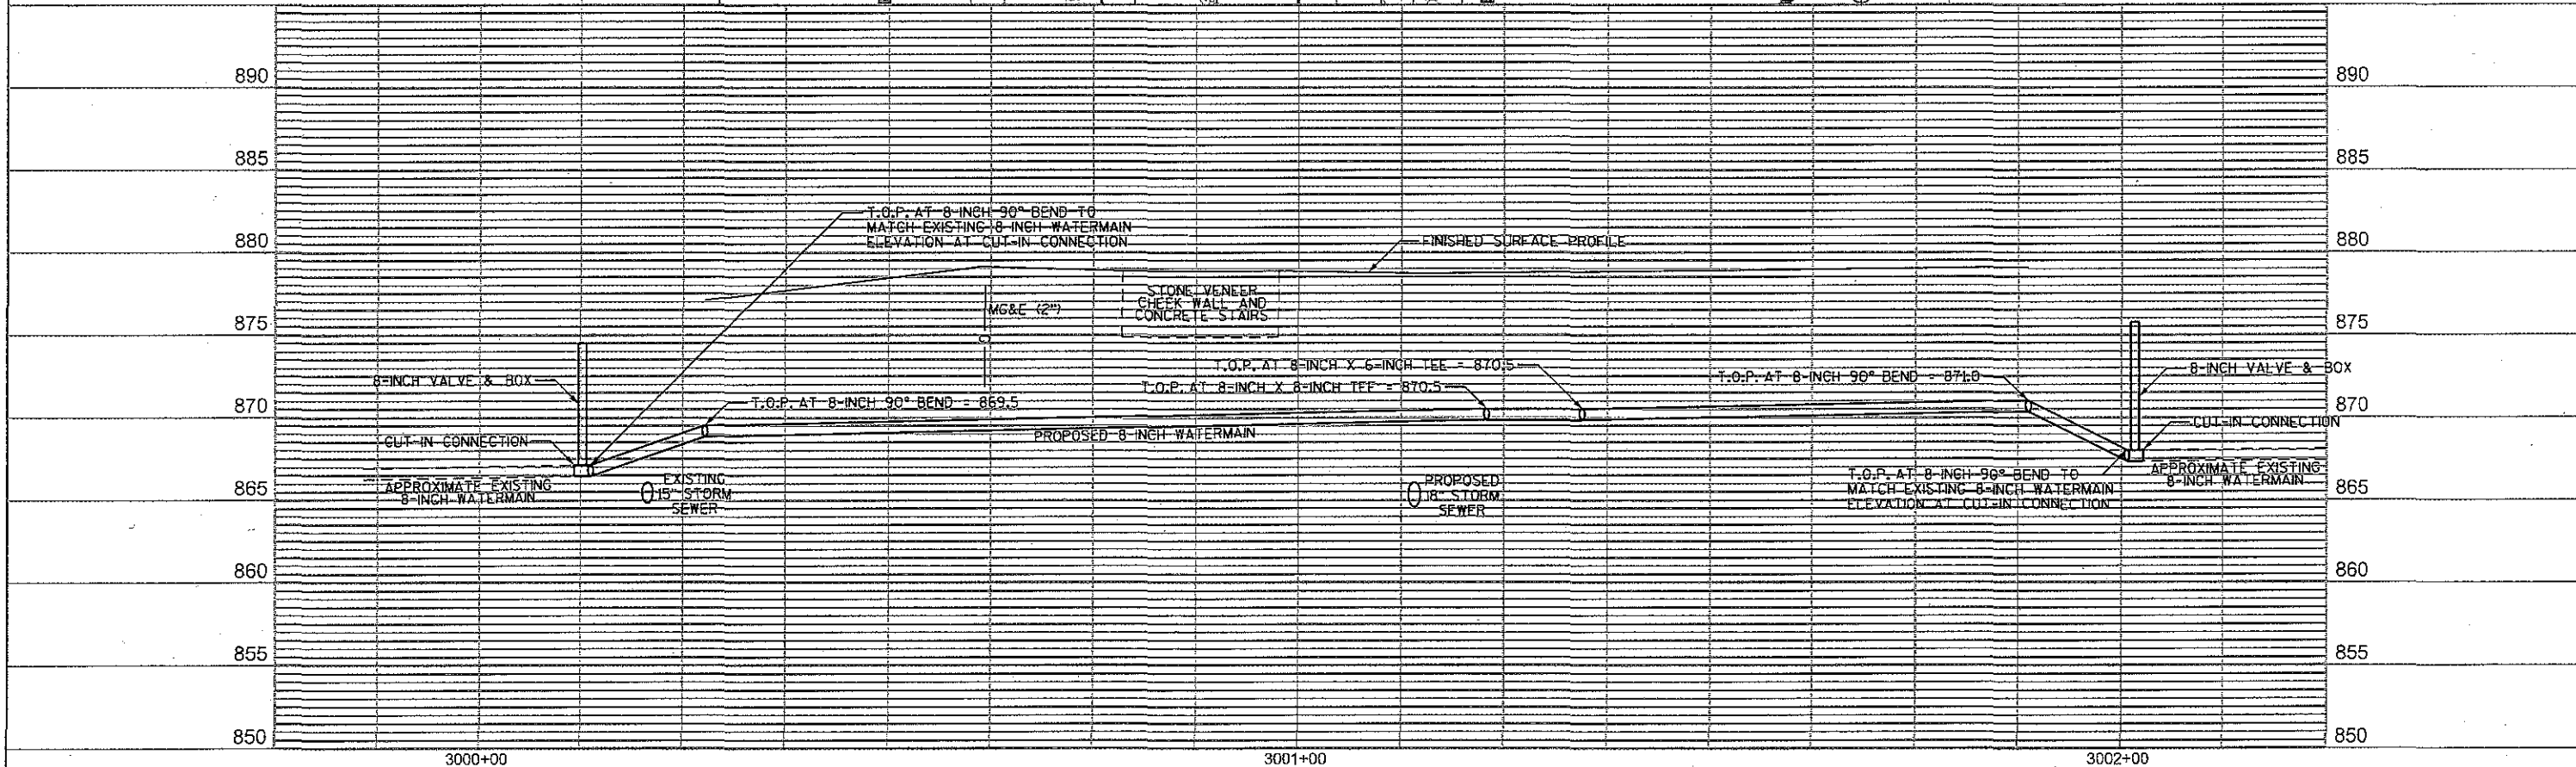 890
890
885
885
T.O.P. AT 8-INCH 90° BEND TO
MATCH EXISTING 8-INCH WATERMAIN
ELEVATION AT CUT-IN CONNECTION
880
880
FINISHED SURFACE PROFILE
MG&E (2")
STONE VENEER
CHEEK WALL AND
CONCRETE STAIRS
875
875
8-INCH VALVE & BOX
T.O.P. AT 8-INCH X 6-INCH TEE = 870.5
T.O.P. AT 8-INCH X 8-INCH TEE = 870.5
T.O.P. AT 8-INCH 90° BEND = 871.0
8-INCH VALVE & BOX
870
T.O.P. AT 8-INCH 90° BEND = 869.5
870
CUT-IN CONNECTION
PROPOSED 8-INCH WATERMAIN
CUT-IN CONNECTION
865
APPROXIMATE EXISTING
8-INCH WATERMAIN
EXISTING
15" STORM
SEWER
PROPOSED
18" STORM
SEWER
T.O.P. AT 8-INCH 90° BEND TO
MATCH EXISTING 8-INCH WATERMAIN
ELEVATION AT CUT-IN CONNECTION
APPROXIMATE EXISTING
8-INCH WATERMAIN
865
860
860
855
855
850
850
3000+00
3001+00
3002+00